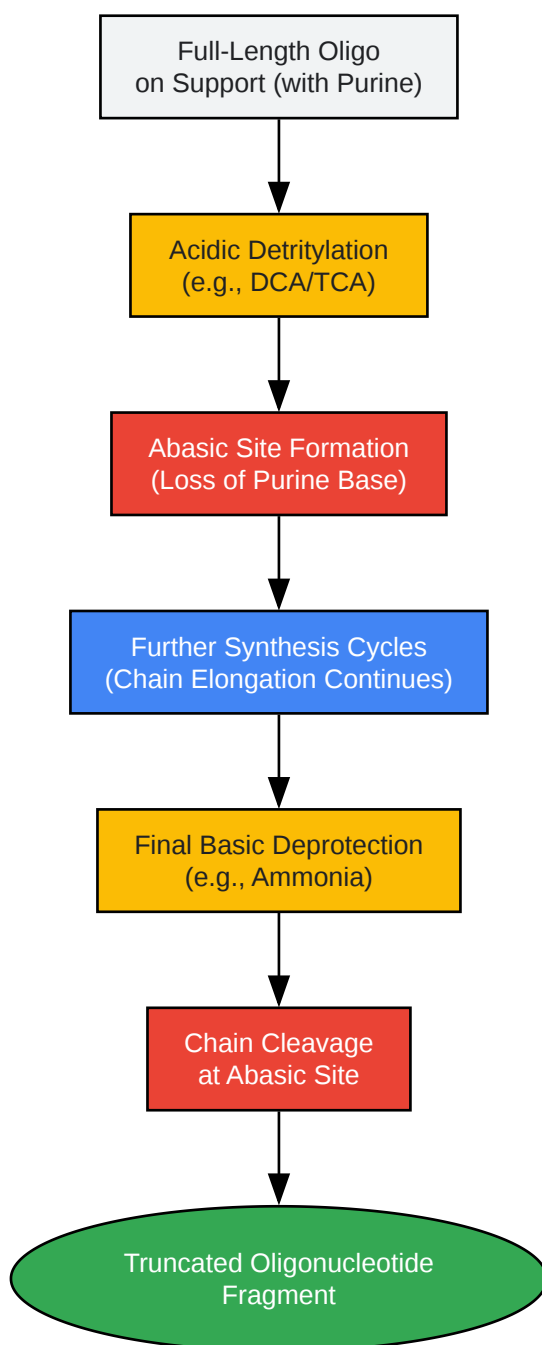 Full-Length Oligo
on Support (with Purine)
Acidic Detritylation
(e.g., DCA/TCA)
Abasic Site Formation
(Loss of Purine Base)
Further Synthesis Cycles
(Chain Elongation Continues)
Final Basic Deprotection
(e.g., Ammonia)
Chain Cleavage
at Abasic Site
Truncated Oligonucleotide
Fragment